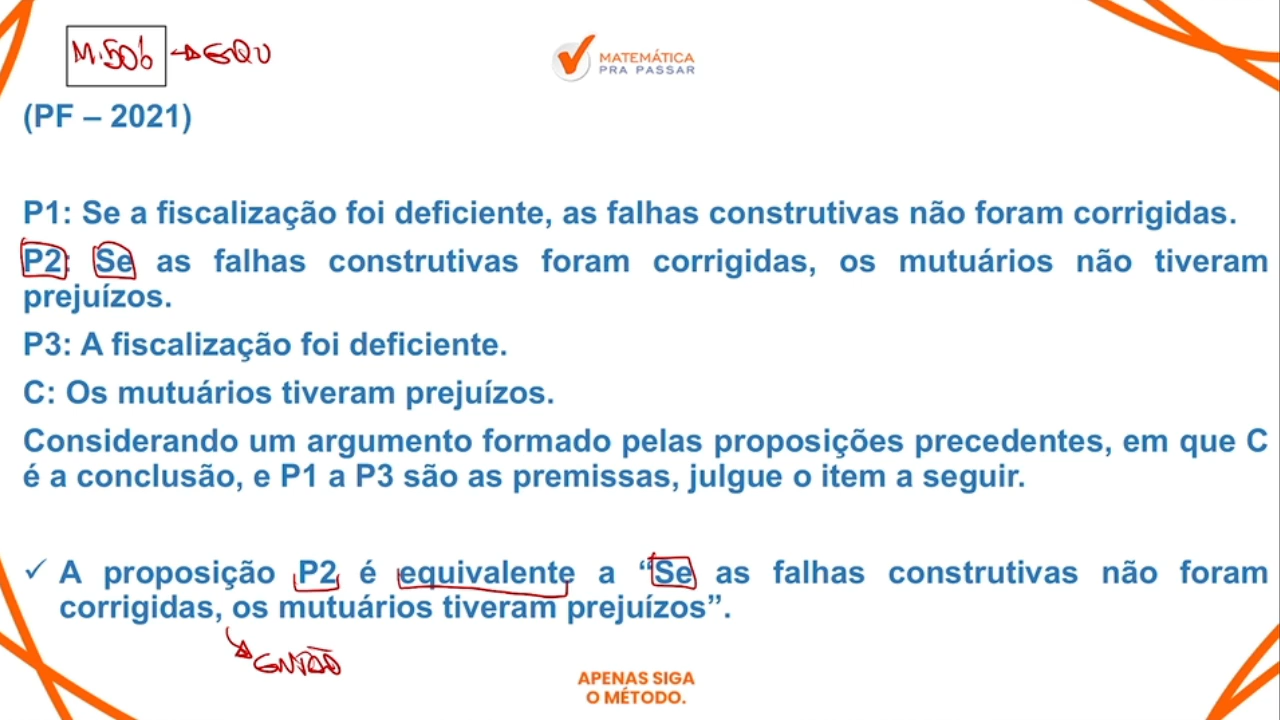 M.50b → EQU
MATEMÁTICA
PRA PASSAR
(PF – 2021)
P1: Se a fiscalização foi deficiente, as falhas construtivas não foram corrigidas.
P2: Se as falhas construtivas foram corrigidas, os mutuários não tiveram
prejuízos.
P3: A fiscalização foi deficiente.
C: Os mutuários tiveram prejuízos.
Considerando um argumento formado pelas proposições precedentes, em que C
é a conclusão, e P1 a P3 são as premissas, julgue o item a seguir.
✓ A proposição P2 é equivalente a “Se as falhas construtivas não foram
corrigidas, os mutuários tiveram prejuízos”.
ENTÃO
APENAS SIGA
O MÉTODO.